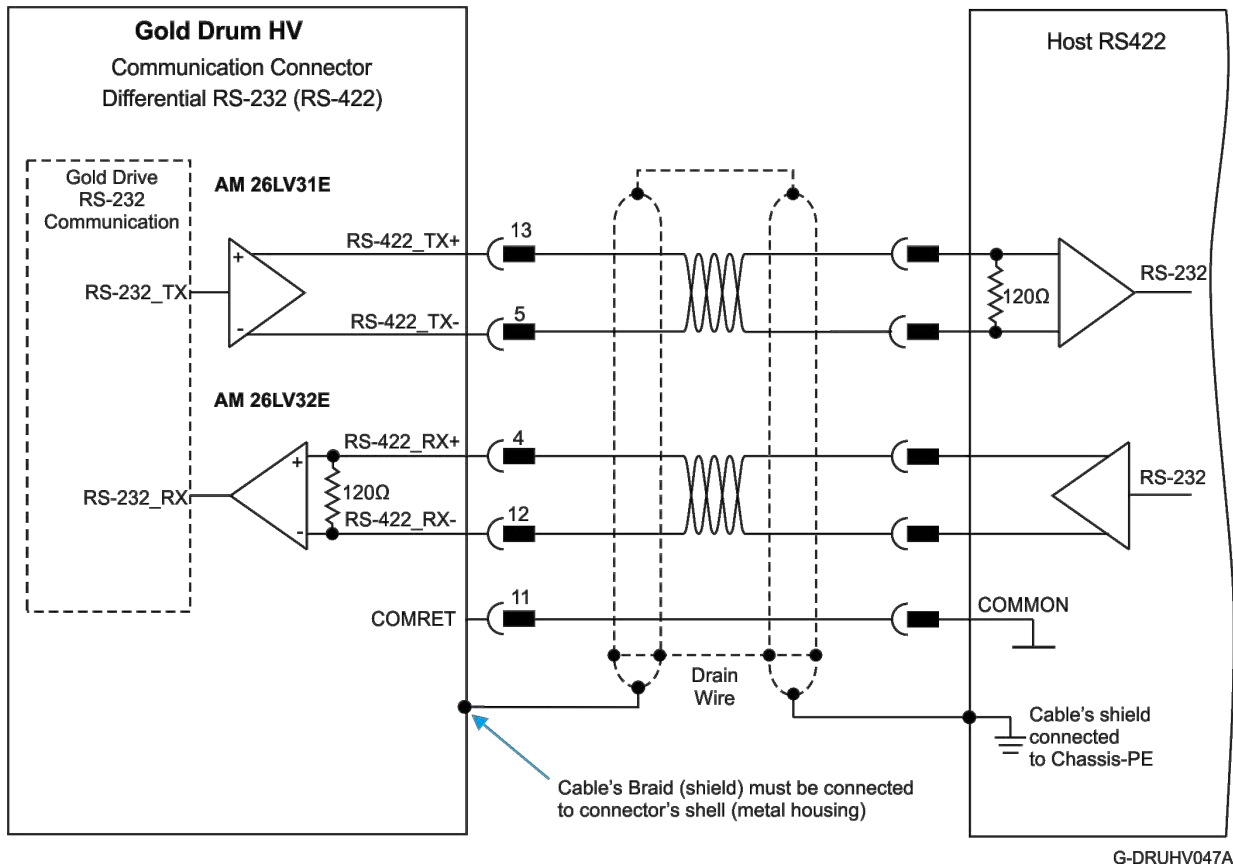 Gold Drum HV
Communication Connector
Differential RS-232 (RS-422)
Host RS422
Gold Drive
RS-232
Communication
AM 26LV31E
RS-232_TX
+
-
RS-422_TX+
13
RS-422_TX-
5
120Ω
RS-232
AM 26LV32E
RS-232_RX
+
-
120Ω
RS-422_RX+
4
RS-422_RX-
12
RS-232
COMRET
11
COMMON
Drain
Wire
Cable's shield
connected
to Chassis-PE
Cable's Braid (shield) must be connected
to connector's shell (metal housing)
G-DRUHV047A